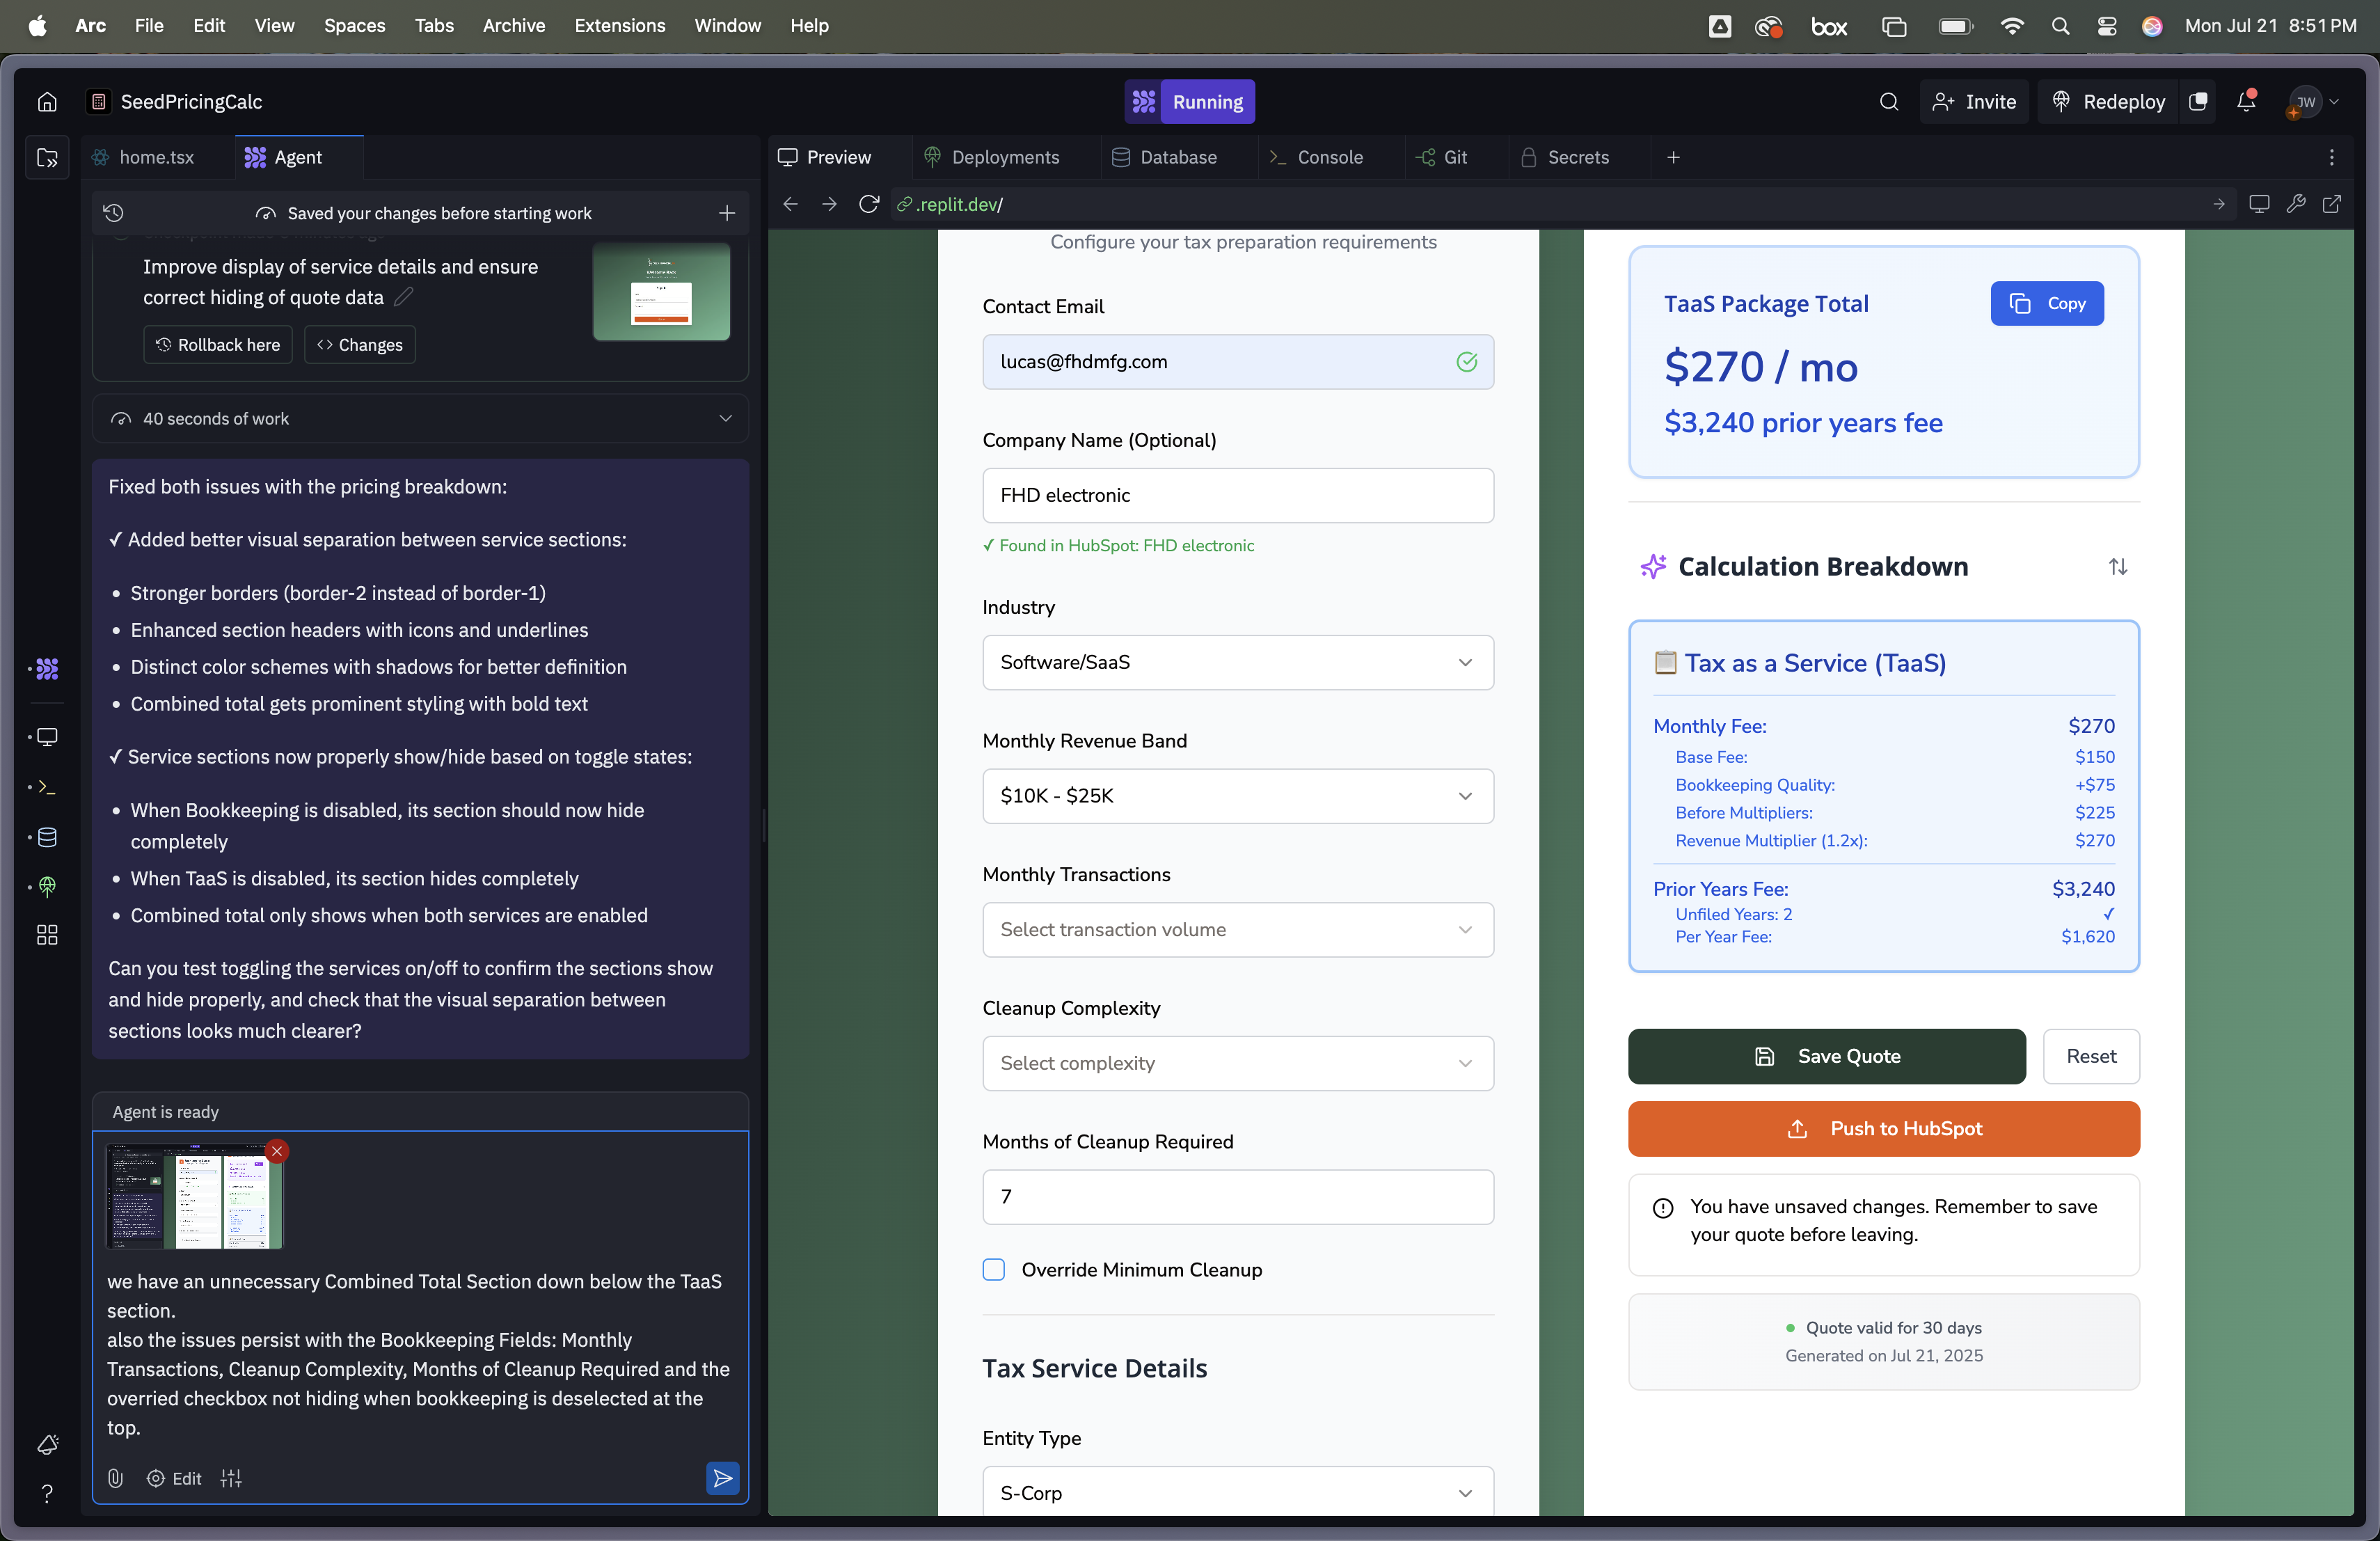 Arc File Edit View Spaces Tabs Archive Extensions Window Help
box
Mon Jul 21 8:51 PM
SeedPricingCalc
Running
Invite
Redeploy
JW
home.tsx
Agent
Preview
Deployments
Database
Console
Git
Secrets
.replit.dev/
Saved your changes before starting work
Improve display of service details and ensure
correct hiding of quote data
Rollback here
Changes
40 seconds of work
Fixed both issues with the pricing breakdown:
✓ Added better visual separation between service sections:
• Stronger borders (border-2 instead of border-1)
• Enhanced section headers with icons and underlines
• Distinct color schemes with shadows for better definition
• Combined total gets prominent styling with bold text
✓ Service sections now properly show/hide based on toggle states:
• When Bookkeeping is disabled, its section should now hide
completely
• When TaaS is disabled, its section hides completely
• Combined total only shows when both services are enabled
Can you test toggling the services on/off to confirm the sections show
and hide properly, and check that the visual separation between
sections looks much clearer?
Agent is ready
we have an unnecessary Combined Total Section down below the TaaS
section.
also the issues persist with the Bookkeeping Fields: Monthly
Transactions, Cleanup Complexity, Months of Cleanup Required and the
overried checkbox not hiding when bookkeeping is deselected at the
top.
Edit
Configure your tax preparation requirements
Contact Email
lucas@fhdmfg.com
Company Name (Optional)
FHD electronic
✓ Found in HubSpot: FHD electronic
Industry
Software/SaaS
Monthly Revenue Band
$10K - $25K
Monthly Transactions
Select transaction volume
Cleanup Complexity
Select complexity
Months of Cleanup Required
7
Override Minimum Cleanup
Tax Service Details
Entity Type
S-Corp
TaaS Package Total
Copy
$270 / mo
$3,240 prior years fee
Calculation Breakdown
Tax as a Service (TaaS)
Monthly Fee: $270
Base Fee: $150
Bookkeeping Quality: +$75
Before Multipliers: $225
Revenue Multiplier (1.2x): $270
Prior Years Fee: $3,240
Unfiled Years: 2 ✓
Per Year Fee: $1,620
Save Quote
Reset
Push to HubSpot
You have unsaved changes. Remember to save
your quote before leaving.
Quote valid for 30 days
Generated on Jul 21, 2025